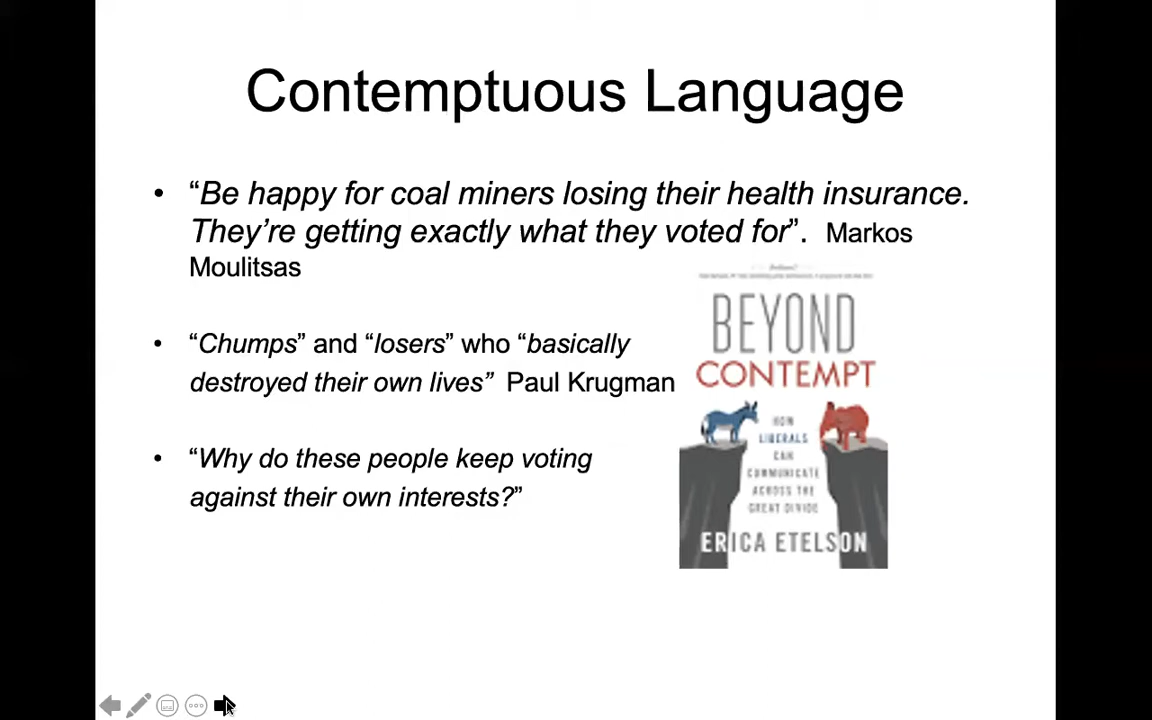 Contemptuous Language
• “Be happy for coal miners losing their health insurance.
They’re getting exactly what they voted for”. Markos
Moulitsas
• “Chumps” and “losers” who “basically
destroyed their own lives” Paul Krugman
• “Why do these people keep voting
against their own interests?”
BEYOND
CONTEMPT
HOW
LIBERALS
CAN
COMMUNICATE
ACROSS THE
GREAT DIVIDE
ERICA ETELSON